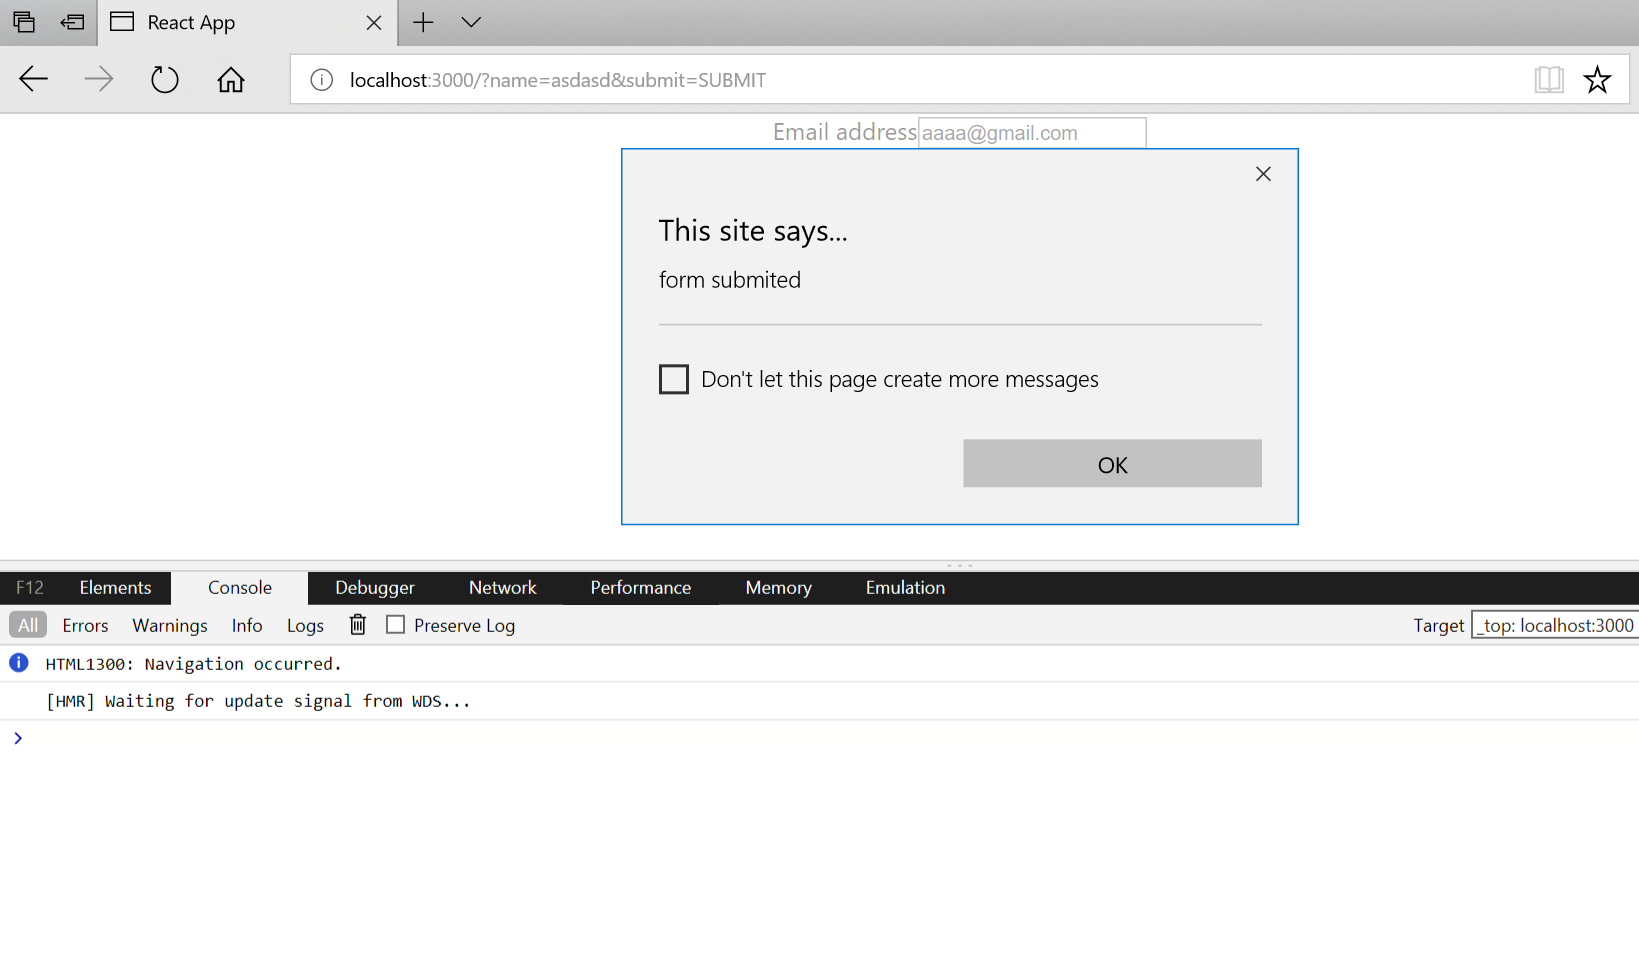 React App
localhost:3000/?name=asdasd&submit=SUBMIT
Email address aaaa@gmail.com
This site says...
form submited
Don't let this page create more messages
OK
F12 Elements Console Debugger Network Performance Memory Emulation
All Errors Warnings Info Logs Preserve Log Target _top: localhost:3000
HTML1300: Navigation occurred.
[HMR] Waiting for update signal from WDS...